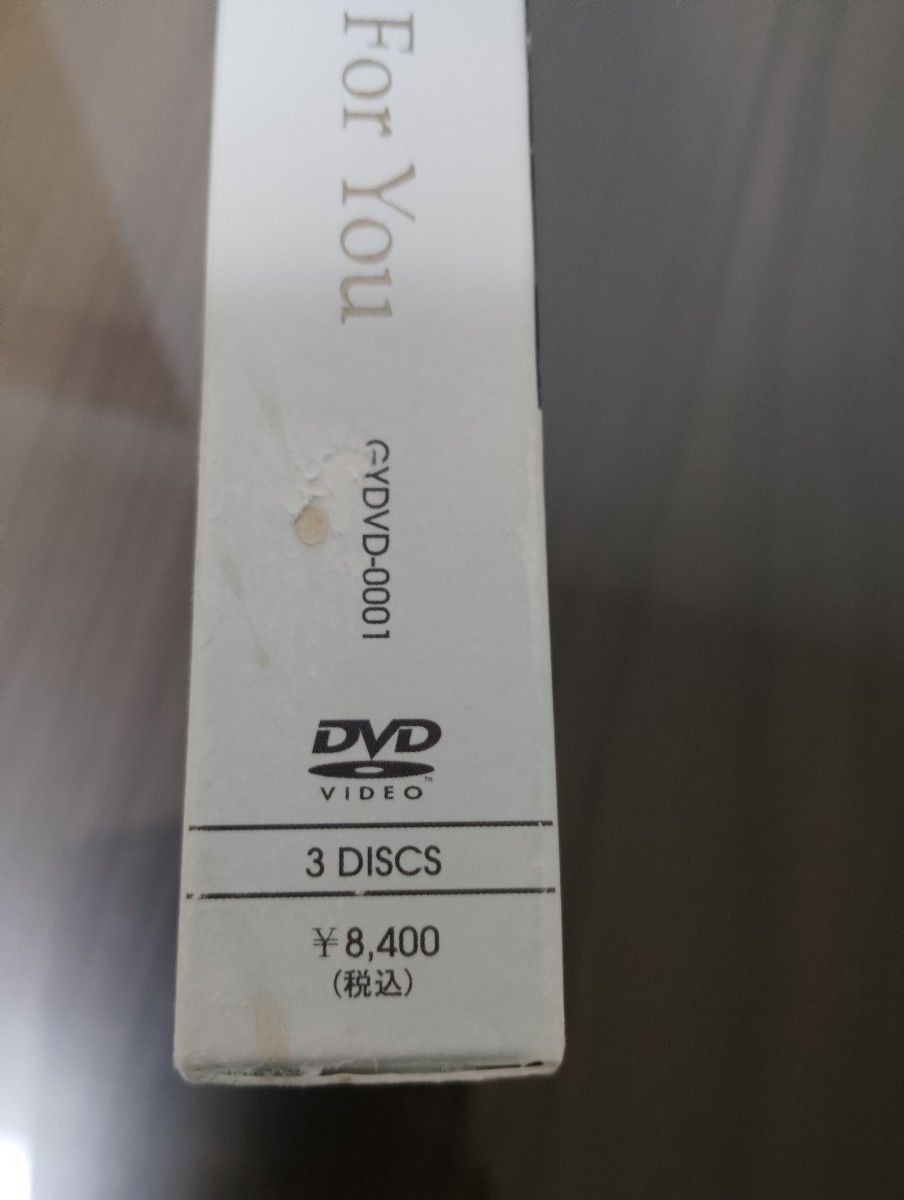 For You
GYDVD-0001
DVD
VIDEO
3 DISCS
¥8,400
(税込)